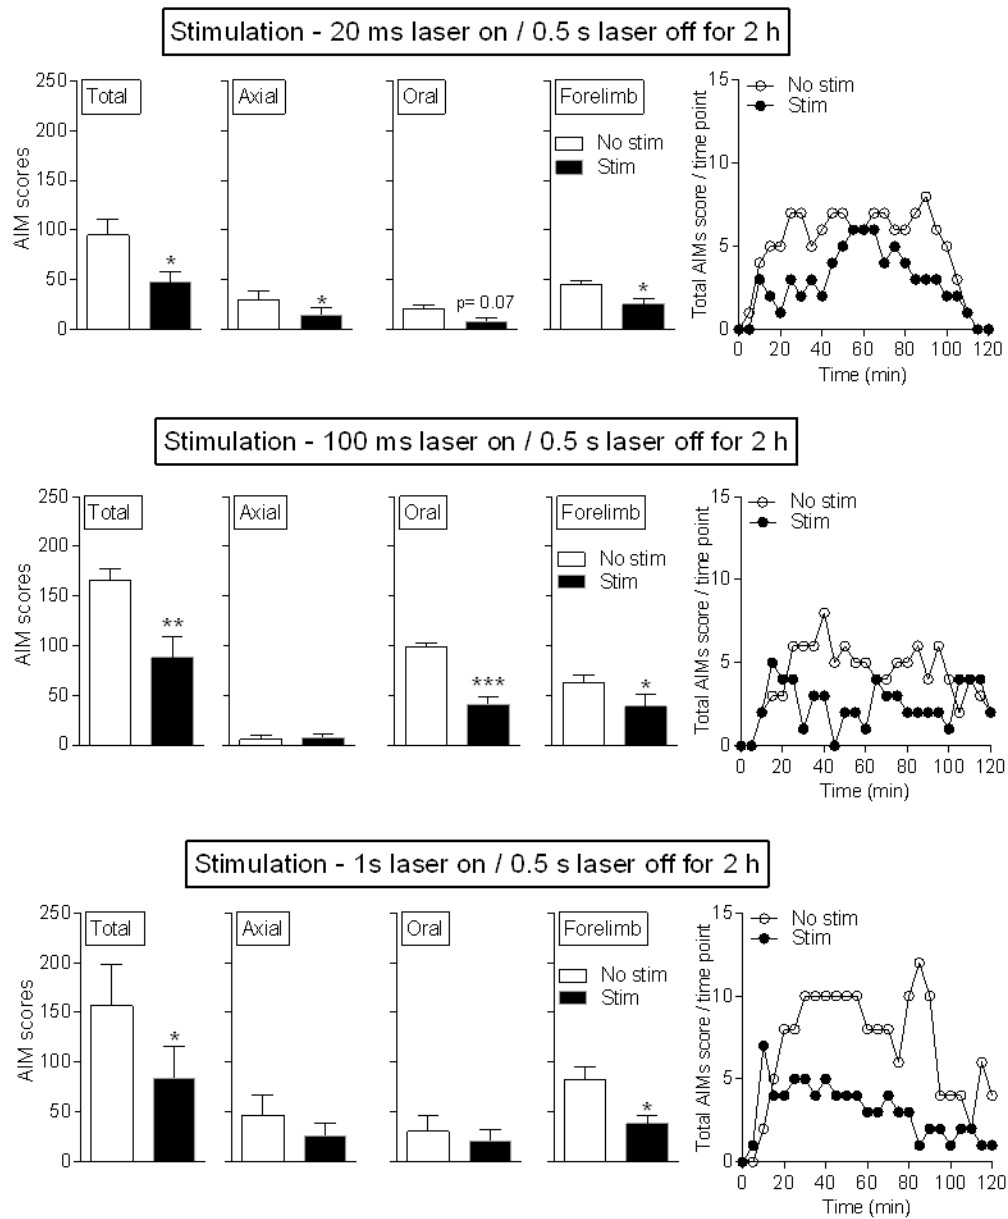 Stimulation - 20 ms laser on / 0.5 s laser off for 2 h
AIM scores
250
200
150
100
50
0
Total
*
Axial
*
Oral
p= 0.07
Forelimb
No stim
Stim
*
Total AIMs score / time point
15
10
5
0
No stim
Stim
0 20 40 60 80 100 120
Time (min)
Stimulation - 100 ms laser on / 0.5 s laser off for 2 h
AIM scores
250
200
150
100
50
0
Total
**
Axial
Oral
***
Forelimb
No stim
Stim
*
Total AIMs score / time point
15
10
5
0
No stim
Stim
0 20 40 60 80 100 120
Time (min)
Stimulation - 1s laser on / 0.5 s laser off for 2 h
AIM scores
250
200
150
100
50
0
Total
*
Axial
Oral
Forelimb
No stim
Stim
*
Total AIMs score / time point
15
10
5
0
No stim
Stim
0 20 40 60 80 100 120
Time (min)